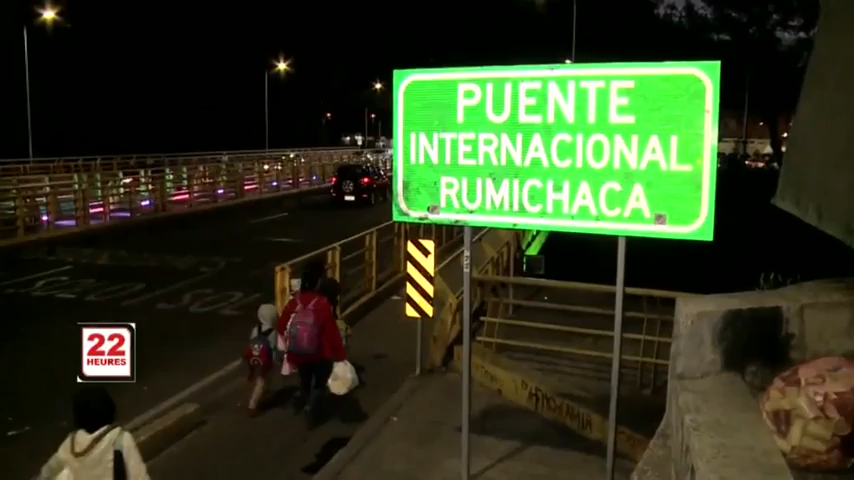 PUENTE
INTERNACIONAL
RUMICHACA
22
HEURES